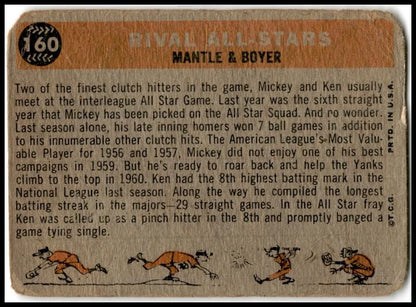 160
RIVAL ALL-STARS
MANTLE & BOYER
Two of the finest clutch hitters in the game, Mickey and Ken usually
meet at the interleague All Star Game. Last year was the sixth straight
year that Mickey has been picked on the All Star Squad. And no wonder.
Last season alone, his late inning homers won 7 ball games in addition
to his innumerable other clutch hits. The American League's-Most Valu-
able Player for 1956 and 1957, Mickey did not enjoy one of his best
campaigns in 1959. But he's ready to roar back and help the Yanks
climb to the top in 1960. Ken had the 8th highest batting mark in the
National League last season. Along the way he compiled the longest
batting streak in the majors—29 straight games. In the All Star fray
Ken was called up as a pinch hitter in the 8th and promptly banged a
game tying single.
©T.C.G. PRTD. IN U.S.A.